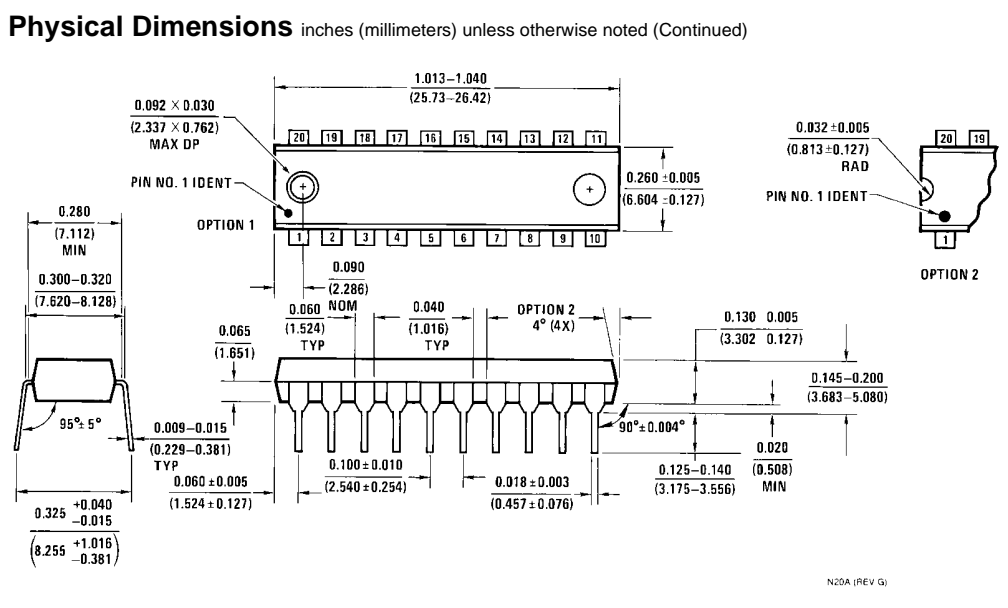 Physical Dimensions inches (millimeters) unless otherwise noted (Continued)
1.013–1.040
(25.73–26.42)
0.092 × 0.030
(2.337 × 0.762)
MAX DP
20 19 18 17 16 15 14 13 12 11
PIN NO. 1 IDENT
OPTION 1
1 2 3 4 5 6 7 8 9 10
0.260 ±0.005
(6.604 ±0.127)
0.032 ±0.005
(0.813 ±0.127)
RAD
20 19
PIN NO. 1 IDENT
1
OPTION 2
0.280
(7.112)
MIN
0.300–0.320
(7.620–8.128)
0.090
(2.286)
NOM
0.060
(1.524)
TYP
0.040
(1.016)
TYP
OPTION 2
4° (4X)
0.065
(1.651)
0.130 0.005
(3.302 0.127)
0.145–0.200
(3.683–5.080)
95°± 5°
0.009–0.015
(0.229–0.381)
TYP
90°±0.004°
0.020
(0.508)
MIN
0.125–0.140
(3.175–3.556)
0.060 ±0.005
(1.524 ±0.127)
0.100 ±0.010
(2.540 ±0.254)
0.018 ±0.003
(0.457 ±0.076)
0.325 +0.040
–0.015
(8.255 +1.016
–0.381)
N20A (REV G)